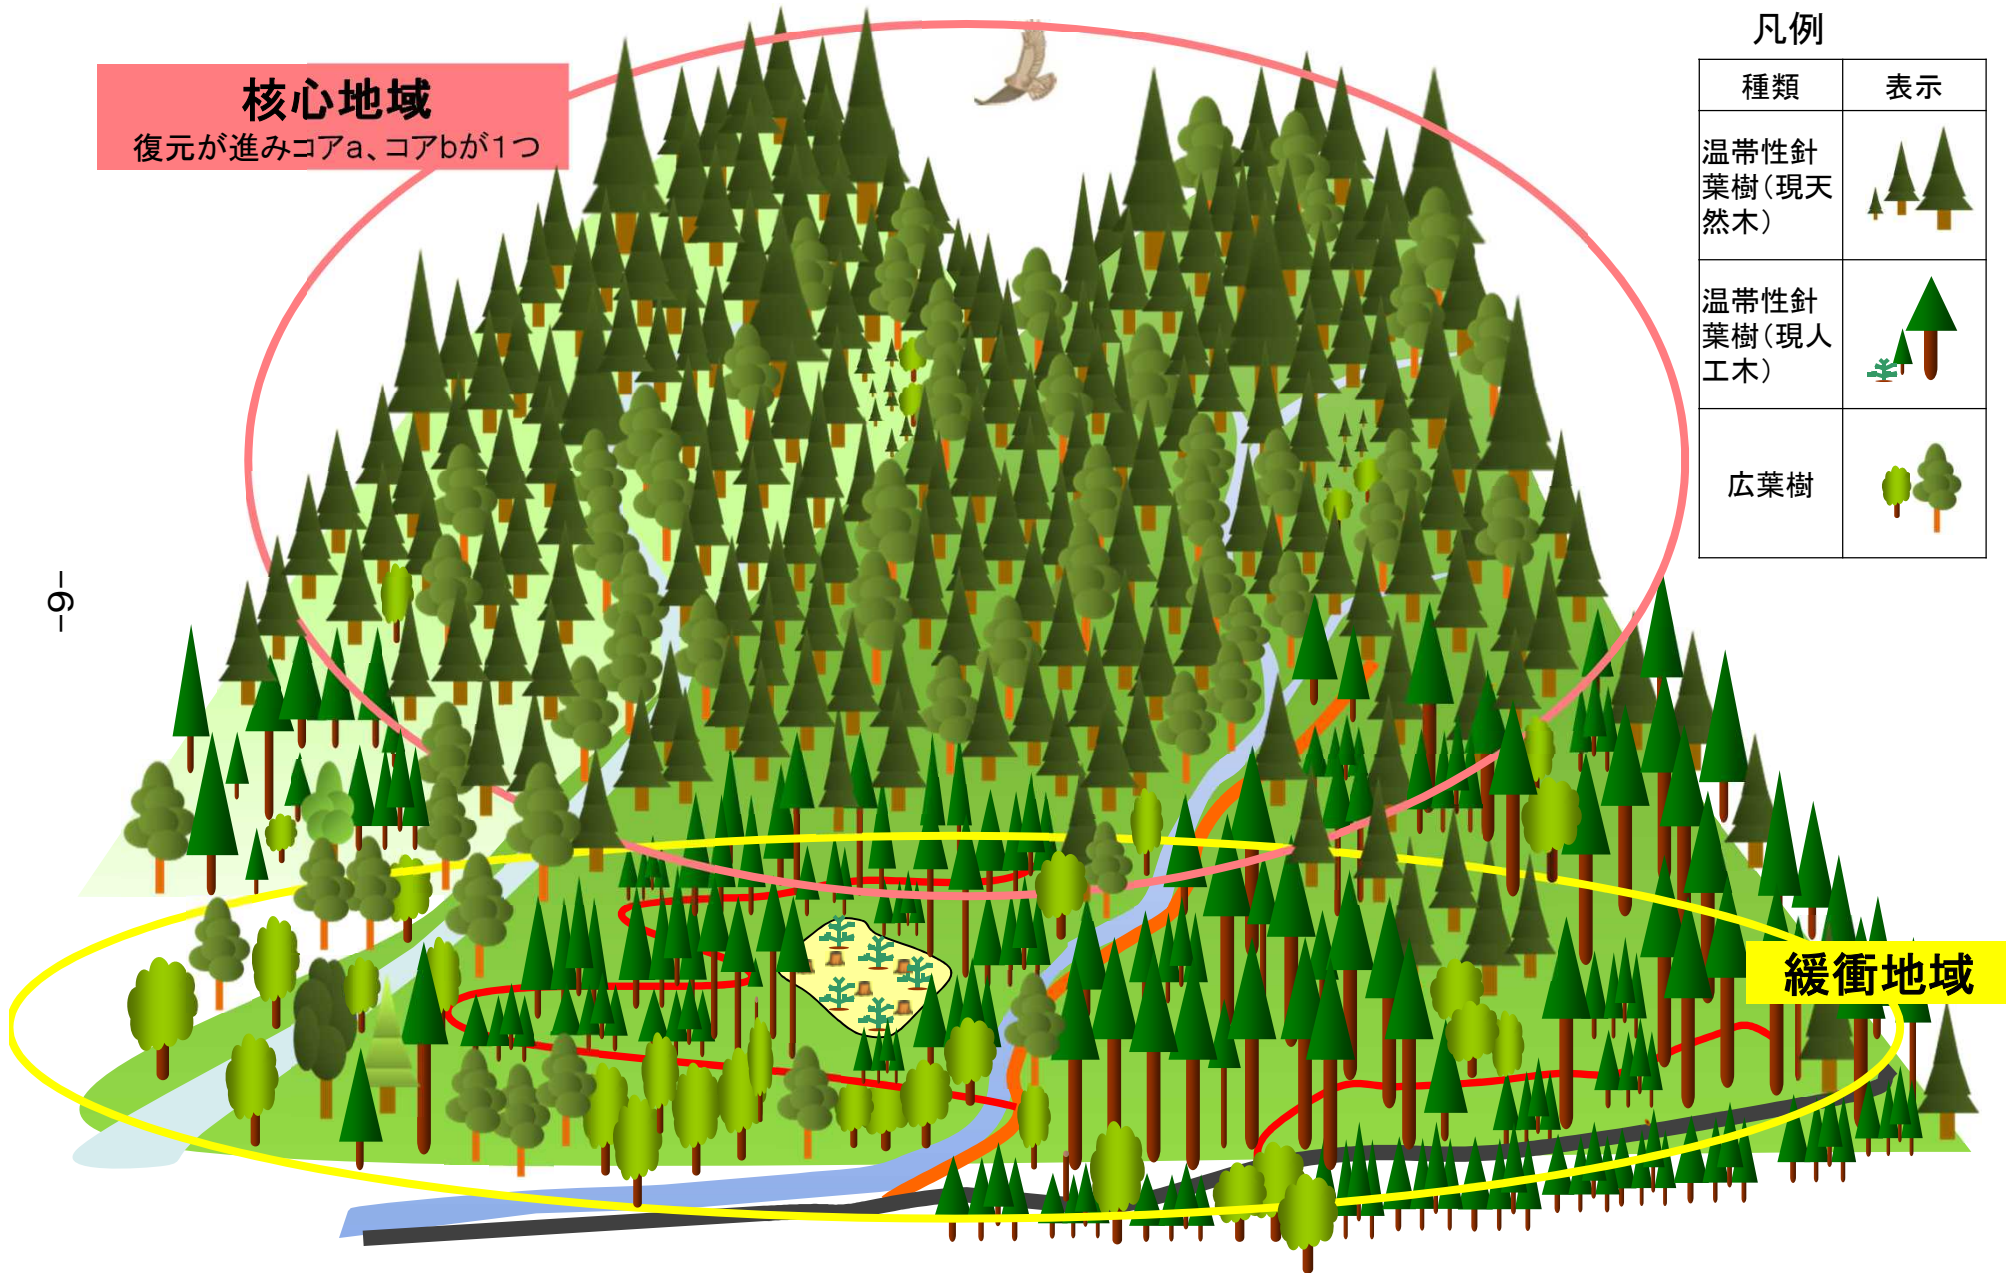 核心地域
復元が進みコアa、コアbが1つ
凡例
種類 表示
温帯性針
葉樹（現天
然木）
温帯性針
葉樹（現人
工木）
広葉樹
-9-
緩衝地域